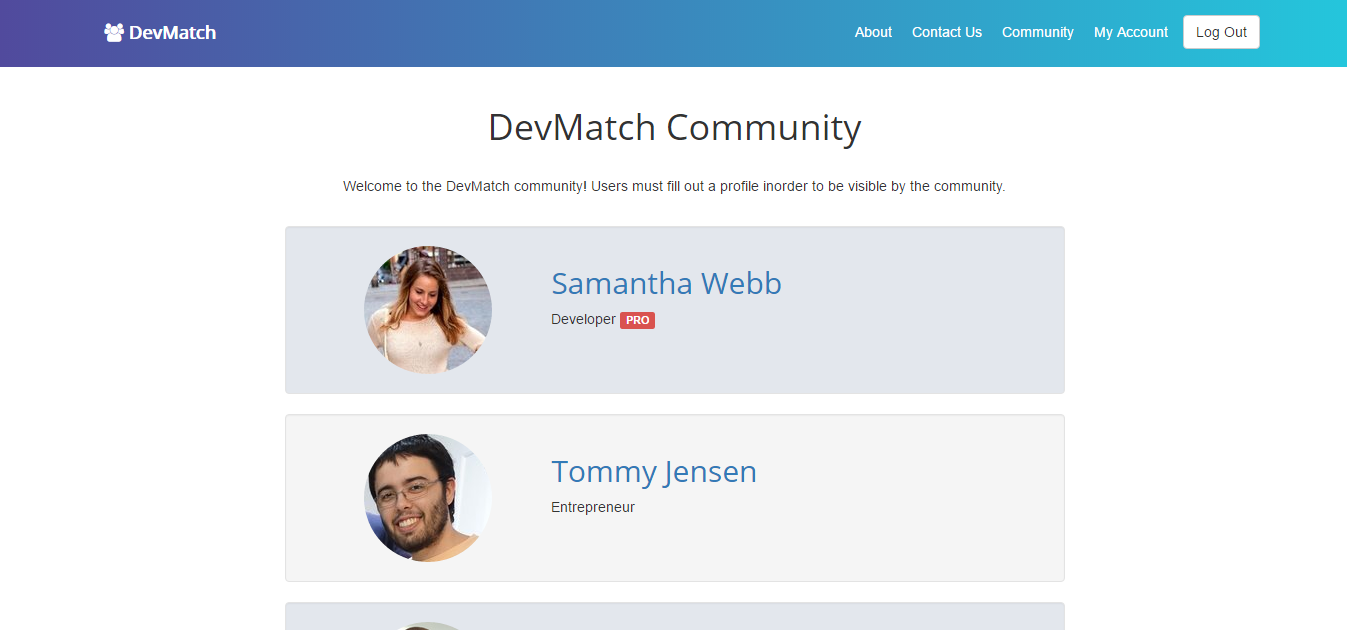 DevMatch About Contact Us Community My Account Log Out
DevMatch Community
Welcome to the DevMatch community! Users must fill out a profile inorder to be visible by the community.
Samantha Webb
Developer PRO
Tommy Jensen
Entrepreneur